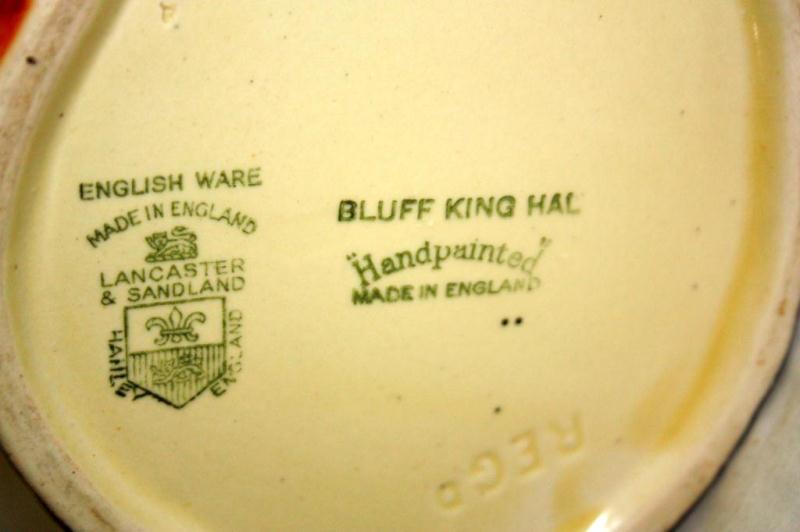 ENGLISH WARE
MADE IN ENGLAND
LANCASTER
& SANDLAND
HANLEY
ENGLAND
BLUFF KING HAL
"Handpainted"
MADE IN ENGLAND
REGD